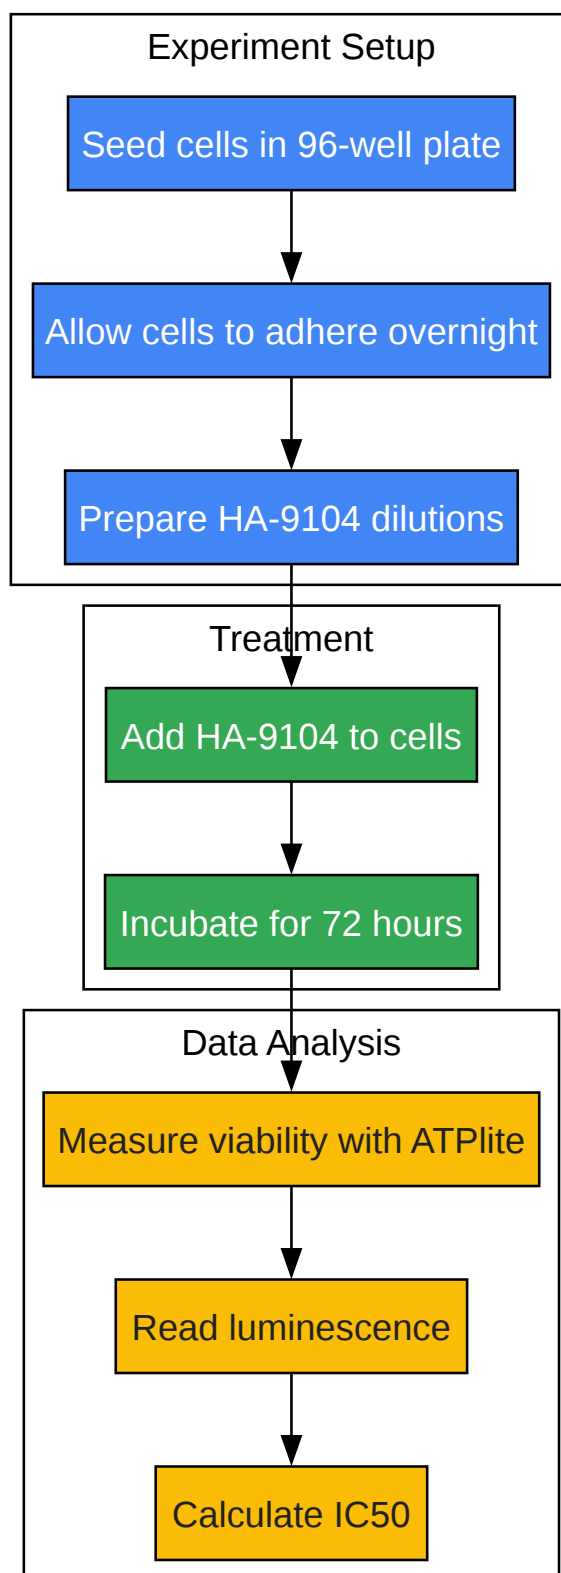 Experiment Setup
Seed cells in 96-well plate
Allow cells to adhere overnight
Prepare HA-9104 dilutions
Treatment
Add HA-9104 to cells
Incubate for 72 hours
Data Analysis
Measure viability with ATPlite
Read luminescence
Calculate IC50